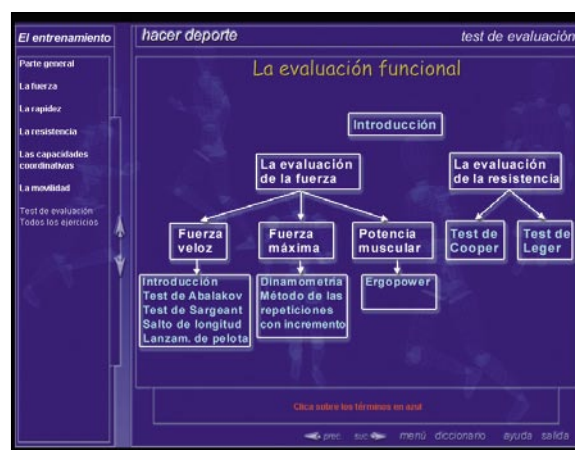 El entrenamiento
hacer deporte
test de evaluación
Parte general
La fuerza
La rapidez
La resistencia
Las capacidades
coordinativas
La movilidad
Test de evaluación
Todos los ejercicios
La evaluación funcional
Introducción
La evaluación
de la fuerza
La evaluación
de la resistencia
Fuerza
veloz
Fuerza
máxima
Potencia
muscular
Test de
Cooper
Test de
Leger
Introducción
Test de Abalakov
Test de Sargeant
Salto de longitud
Lanzam. de pelota
Dinamometría
Método de las
repeticiones
con incremento
Ergopower
Clica sobre los términos en azul
prec. suc. menú diccionario ayuda salida